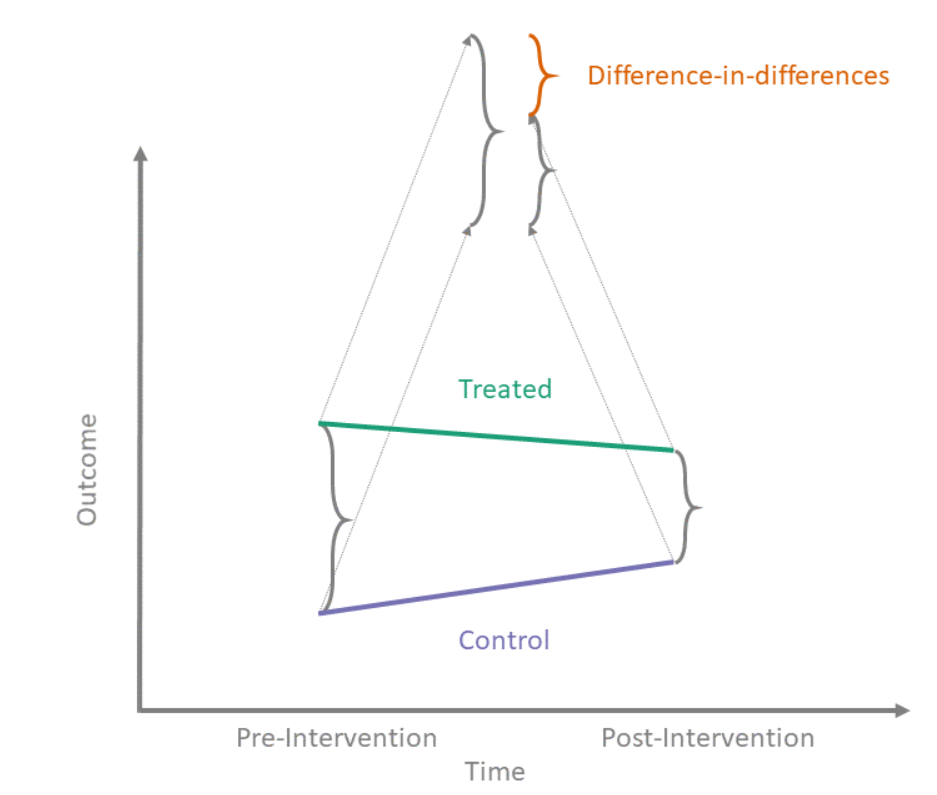 Difference-in-differences
Treated
Outcome
Control
Pre-Intervention
Post-Intervention
Time